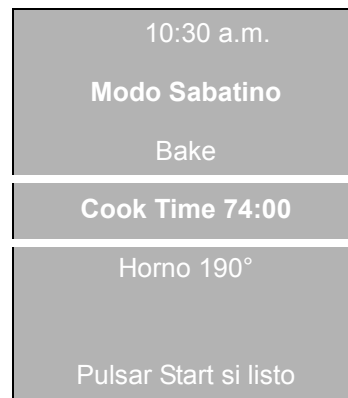 10:30 a.m.
Modo Sabatino
Bake
Cook Time 74:00
Horno 190°
Pulsar Start si listo